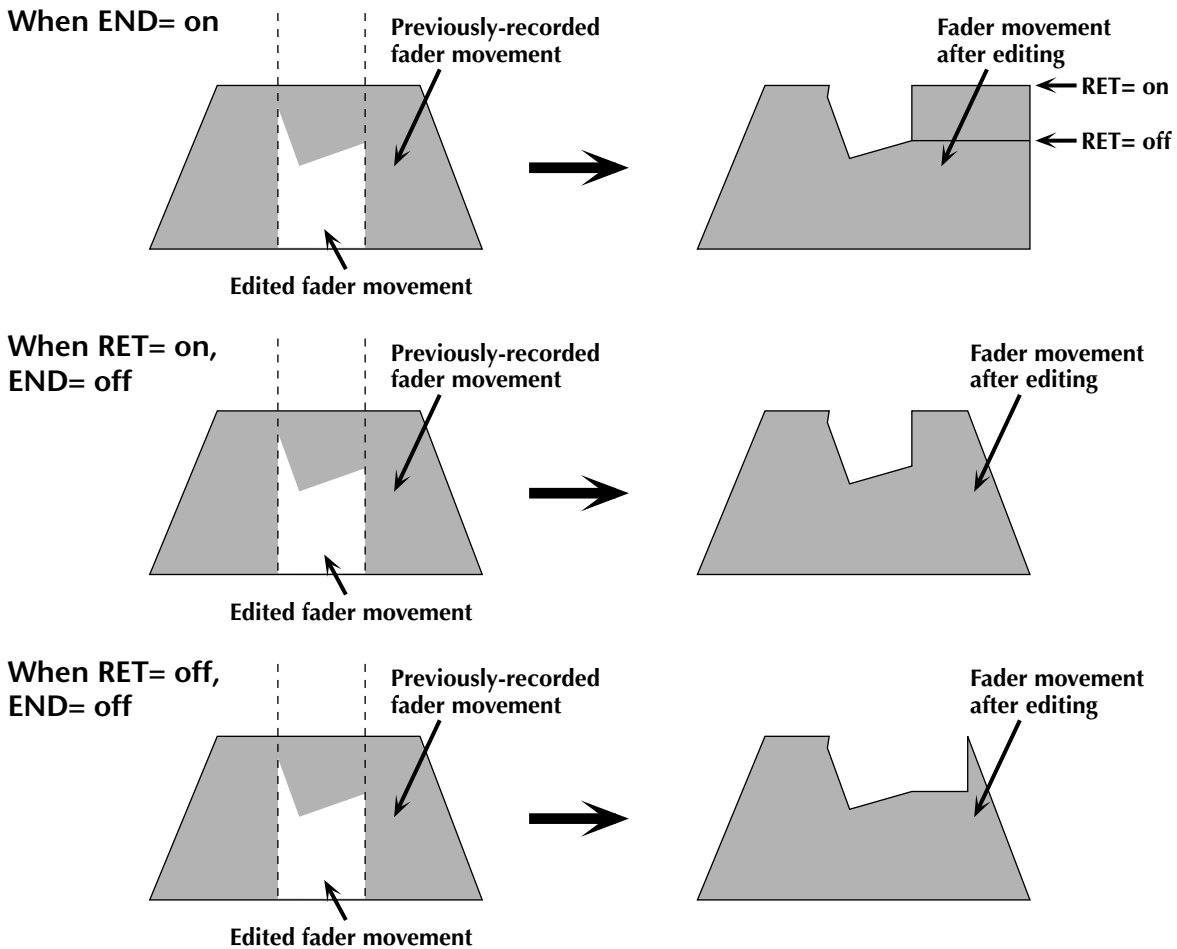 When END= on
Previously-recorded
fader movement
Edited fader movement
Fader movement
after editing
RET= on
RET= off
When RET= on,
END= off
Previously-recorded
fader movement
Edited fader movement
Fader movement
after editing
When RET= off,
END= off
Previously-recorded
fader movement
Edited fader movement
Fader movement
after editing